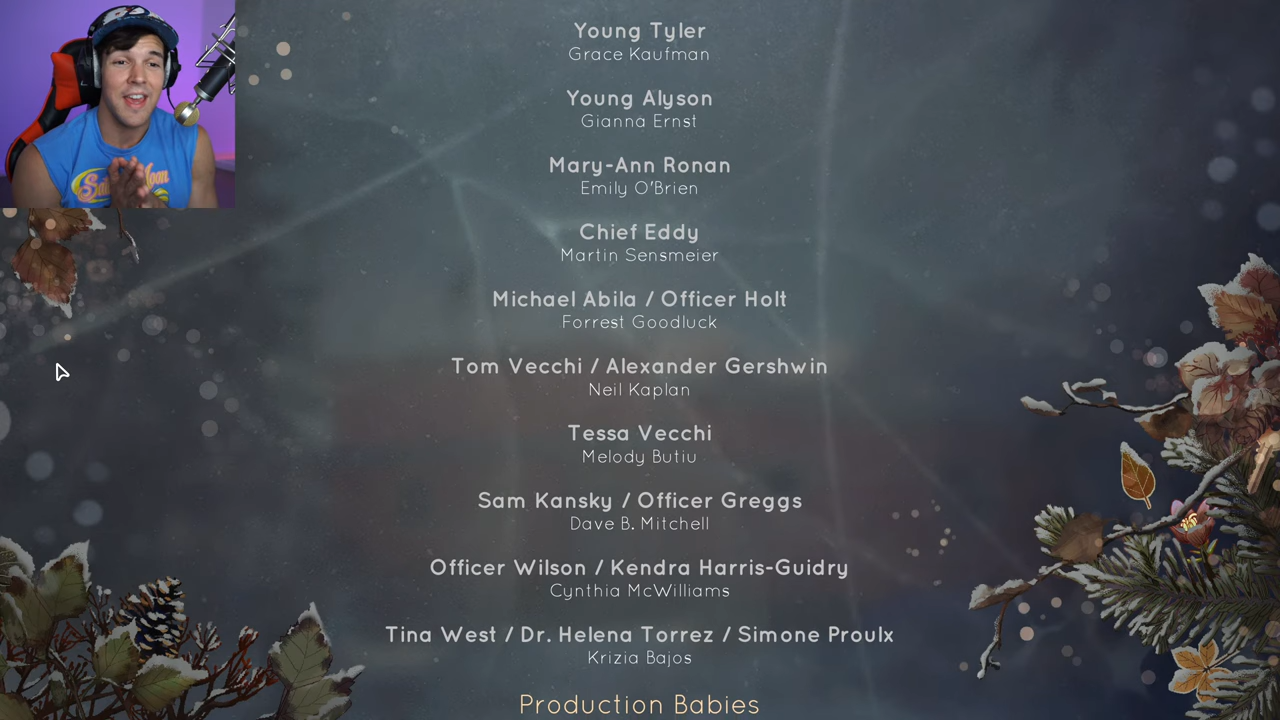 Young Tyler
Grace Kaufman
Young Alyson
Gianna Ernst
Mary-Ann Ronan
Emily O'Brien
Chief Eddy
Martin Sensmeier
Michael Abila / Officer Holt
Forrest Goodluck
Tom Vecchi / Alexander Gershwin
Neil Kaplan
Tessa Vecchi
Melody Butiu
Sam Kansky / Officer Greggs
Dave B. Mitchell
Officer Wilson / Kendra Harris-Guidry
Cynthia McWilliams
Tina West / Dr. Helena Torrez / Simone Proulx
Krizia Bajos
Production Babies